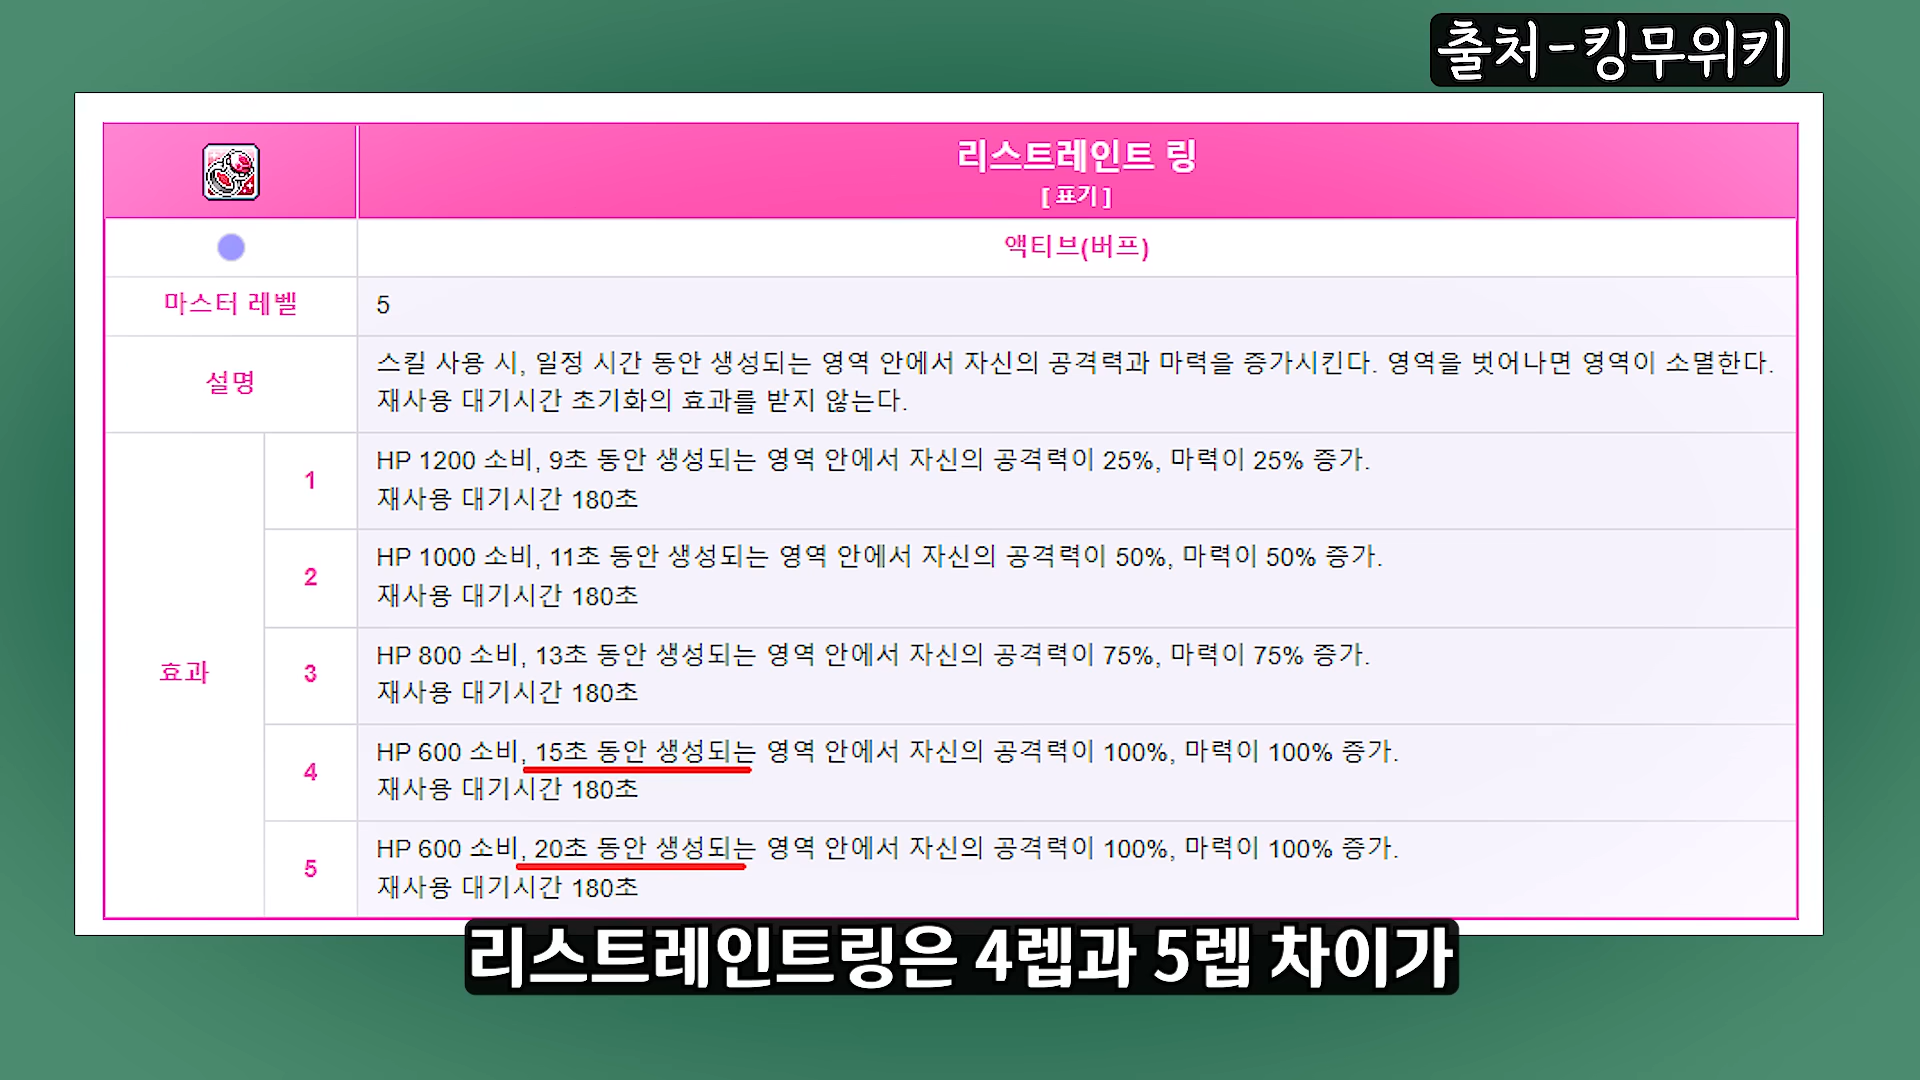 출처-킹무위키
리스트레인트 링
[ 표기 ]
액티브(버프)
마스터 레벨
5
설명
스킬 사용 시, 일정 시간 동안 생성되는 영역 안에서 자신의 공격력과 마력을 증가시킨다. 영역을 벗어나면 영역이 소멸한다.
재사용 대기시간 초기화의 효과를 받지 않는다.
효과
1
HP 1200 소비, 9초 동안 생성되는 영역 안에서 자신의 공격력이 25%, 마력이 25% 증가.
재사용 대기시간 180초
2
HP 1000 소비, 11초 동안 생성되는 영역 안에서 자신의 공격력이 50%, 마력이 50% 증가.
재사용 대기시간 180초
3
HP 800 소비, 13초 동안 생성되는 영역 안에서 자신의 공격력이 75%, 마력이 75% 증가.
재사용 대기시간 180초
4
HP 600 소비, 15초 동안 생성되는 영역 안에서 자신의 공격력이 100%, 마력이 100% 증가.
재사용 대기시간 180초
5
HP 600 소비, 20초 동안 생성되는 영역 안에서 자신의 공격력이 100%, 마력이 100% 증가.
재사용 대기시간 180초
리스트레인트링은 4렙과 5렙 차이가